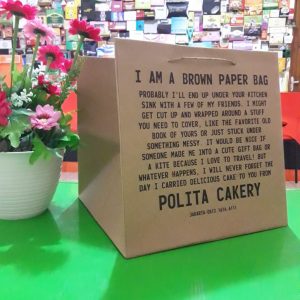 I AM A BROWN PAPER BAG
PROBABLY I'LL END UP UNDER YOUR KITCHEN
SINK WITH A FEW OF MY FRIENDS. I MIGHT
GET CUT UP AND WRAPPED AROUND A STUFF
YOU NEED TO COVER, LIKE THE FAVORITE OLD
BOOK OF YOURS OR JUST STUCK UNDER
SOMETHING MESSY. IT WOULD BE NICE IF
SOMEONE MADE ME INTO A CUTE GIFT BAG OR
A KITE BECAUSE I LOVE TO TRAVEL! BUT
WHATEVER HAPPENS, I WILL NEVER FORGET THE
DAY I CARRIED DELICIOUS CAKE TO YOU FROM
POLITA CAKERY
JAKARTA